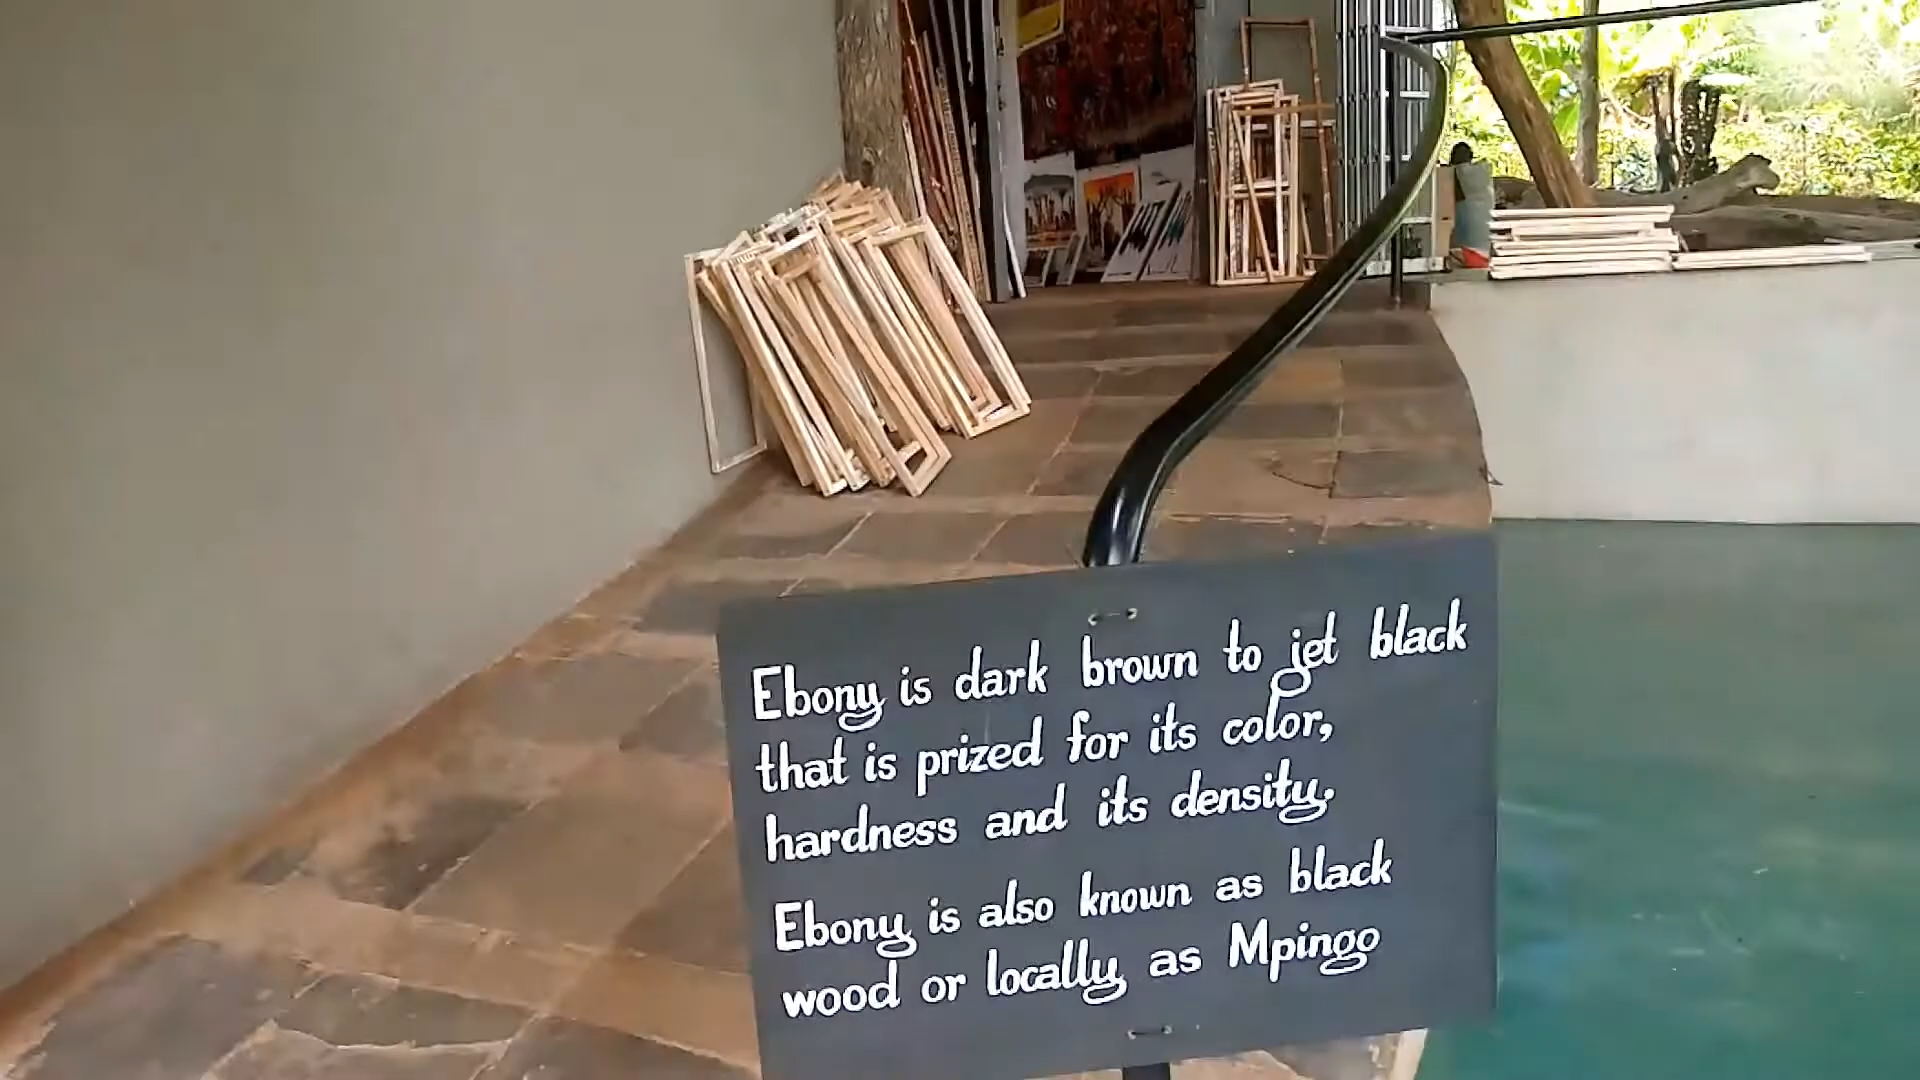 Ebony is dark brown to jet black
that is prized for its color,
hardness and its density.
Ebony is also known as black
wood or locally as Mpingo